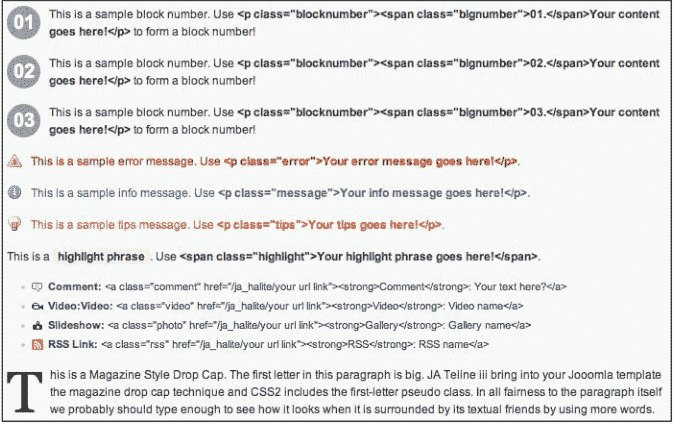 01 This is a sample block number. Use <p class="blocknumber"><span class="bignumber">01.</span>Your content
goes here!</p> to form a block number!
02 This is a sample block number. Use <p class="blocknumber"><span class="bignumber">02.</span>Your content
goes here!</p> to form a block number!
03 This is a sample block number. Use <p class="blocknumber"><span class="bignumber">03.</span>Your content
goes here!</p> to form a block number!
This is a sample error message. Use <p class="error">Your error message goes here!</p>.
This is a sample info message. Use <p class="message">Your info message goes here!</p>.
This is a sample tips message. Use <p class="tips">Your tips goes here!</p>.
This is a highlight phrase . Use <span class="highlight">Your highlight phrase goes here!</span>.
Comment: <a class="comment" href="/ja_halite/your url link"><strong>Comment</strong>: Your text here?</a>
Video:Video: <a class="video" href="/ja_halite/your url link"><strong>Video</strong>: Video name</a>
Slideshow: <a class="photo" href="/ja_halite/your url link"><strong>Gallery</strong>: Gallery name</a>
RSS Link: <a class="rss" href="/ja_halite/your url link"><strong>RSS</strong>: RSS name</a>
This is a Magazine Style Drop Cap. The first letter in this paragraph is big. JA Teline iii bring into your Jooomla template
the magazine drop cap technique and CSS2 includes the first-letter pseudo class. In all fairness to the paragraph itself
we probably should type enough to see how it looks when it is surrounded by its textual friends by using more words.